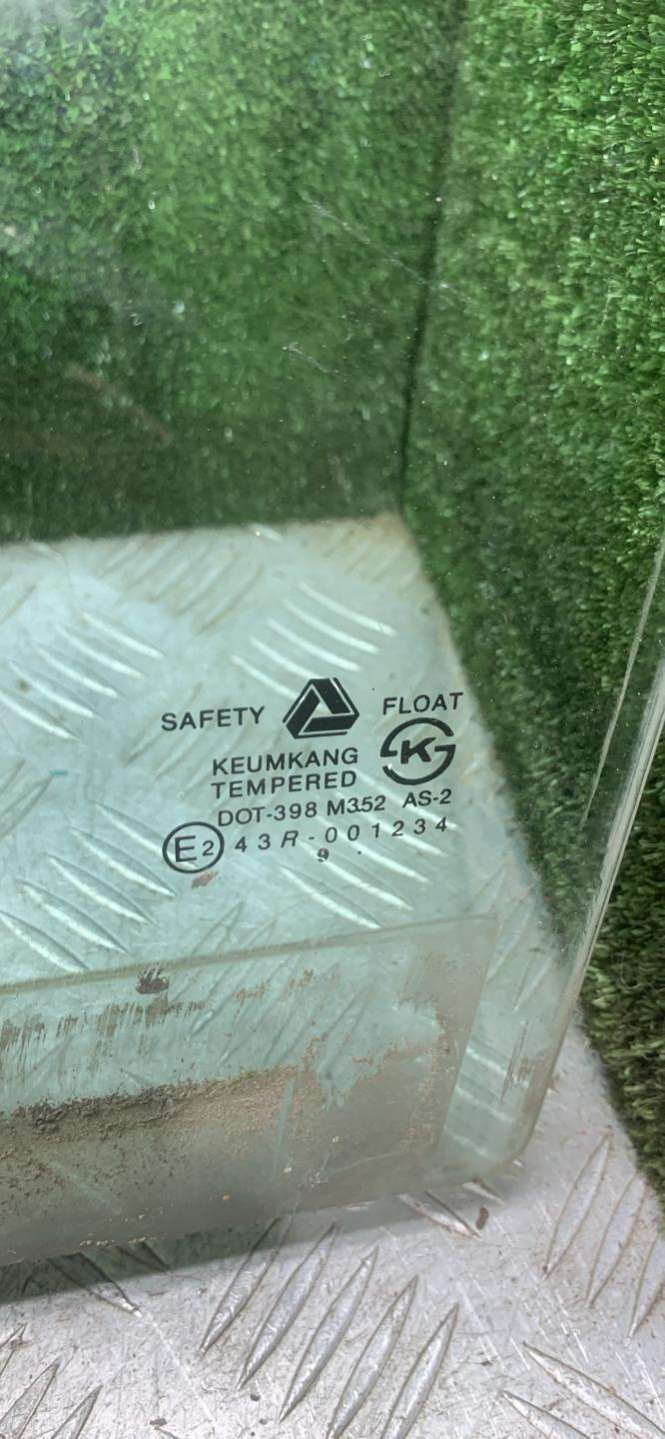 SAFETY FLOAT
KEUMKANG
TEMPERED
DOT-398 M352 AS-2
E2 43R-001234
9 .